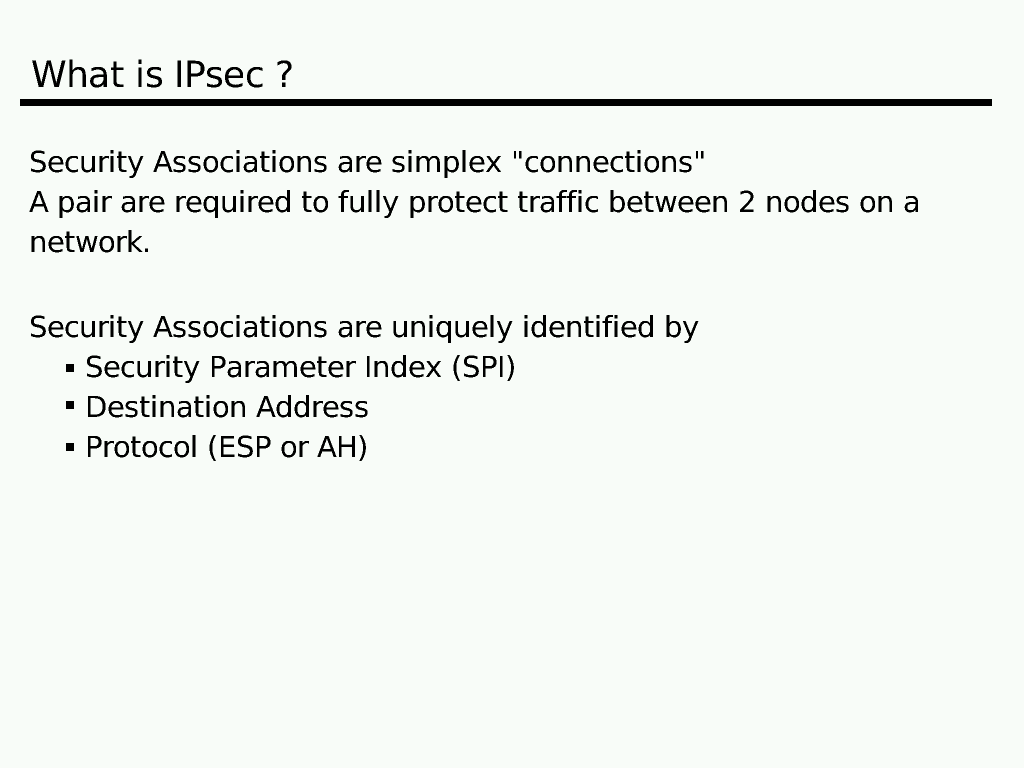 What is IPsec ?
Security Associations are simplex "connections"
A pair are required to fully protect traffic between 2 nodes on a
network.
Security Associations are uniquely identified by
▪ Security Parameter Index (SPI)
▪ Destination Address
▪ Protocol (ESP or AH)